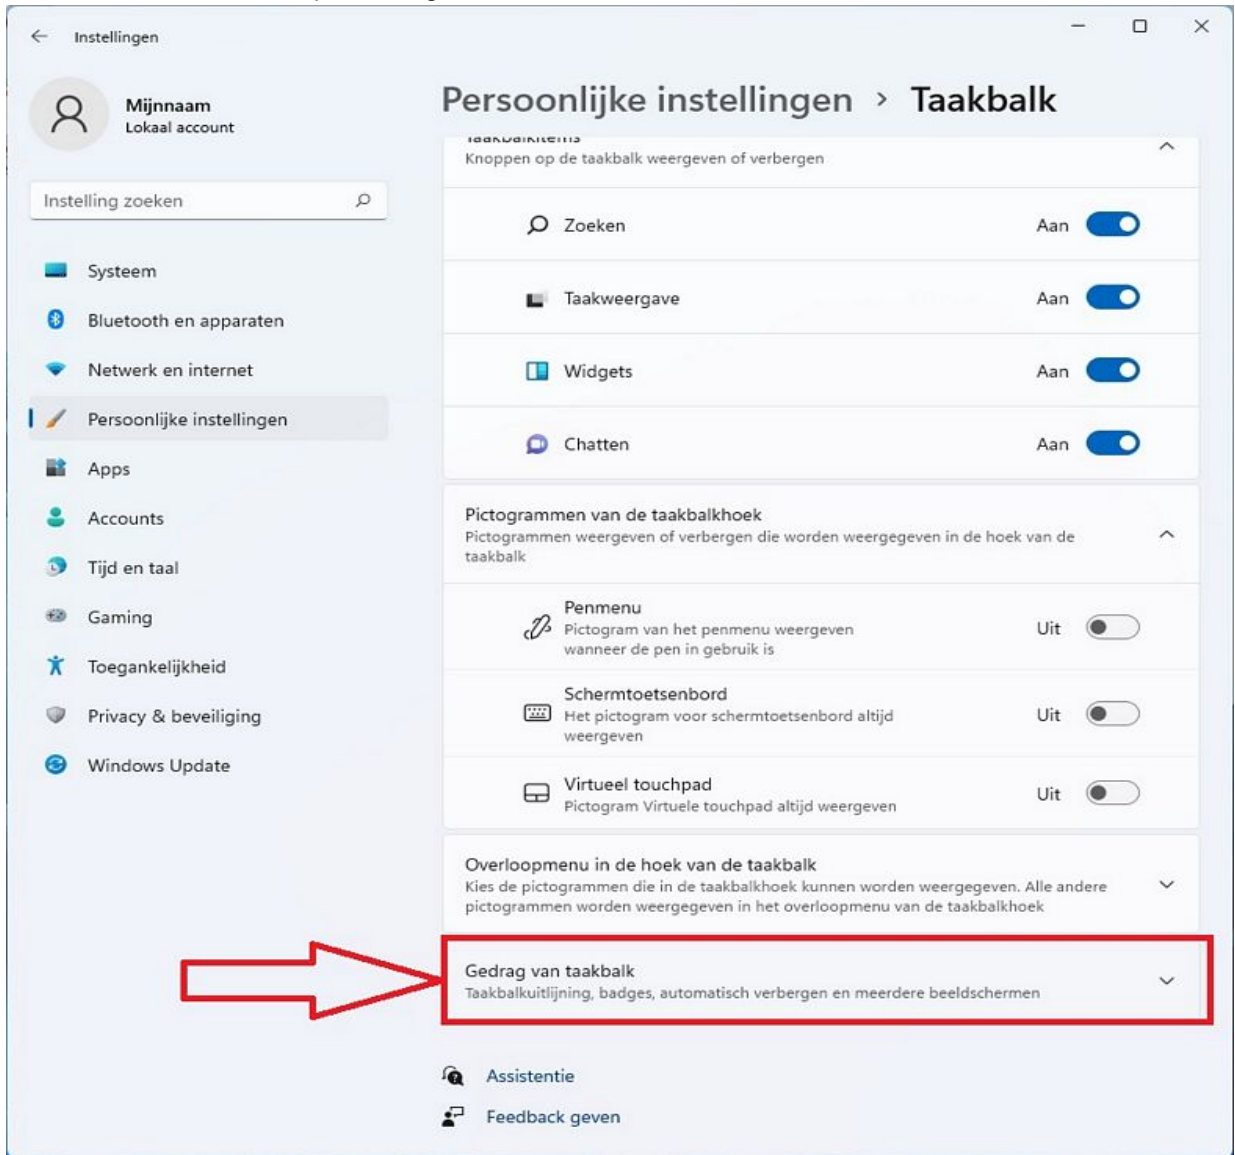 Instellingen
Mijnnaam
Lokaal account
Instelling zoeken
Systeem
Bluetooth en apparaten
Netwerk en internet
Persoonlijke instellingen
Apps
Accounts
Tijd en taal
Gaming
Toegankelijkheid
Privacy & beveiliging
Windows Update
Persoonlijke instellingen > Taakbalk
Taakbalkitems
Knoppen op de taakbalk weergeven of verbergen
Zoeken Aan
Taakweergave Aan
Widgets Aan
Chatten Aan
Pictogrammen van de taakbalkhoek
Pictogrammen weergeven of verbergen die worden weergegeven in de hoek van de
taakbalk
Penmenu
Pictogram van het penmenu weergeven
wanneer de pen in gebruik is
Uit
Schermtoetsenbord
Het pictogram voor schermtoetsenbord altijd
weergeven
Uit
Virtueel touchpad
Pictogram Virtuele touchpad altijd weergeven
Uit
Overloopmenu in de hoek van de taakbalk
Kies de pictogrammen die in de taakbalkhoek kunnen worden weergegeven. Alle andere
pictogrammen worden weergegeven in het overloopmenu van de taakbalkhoek
Gedrag van taakbalk
Taakbalkuitlijning, badges, automatisch verbergen en meerdere beeldschermen
Assistentie
Feedback geven